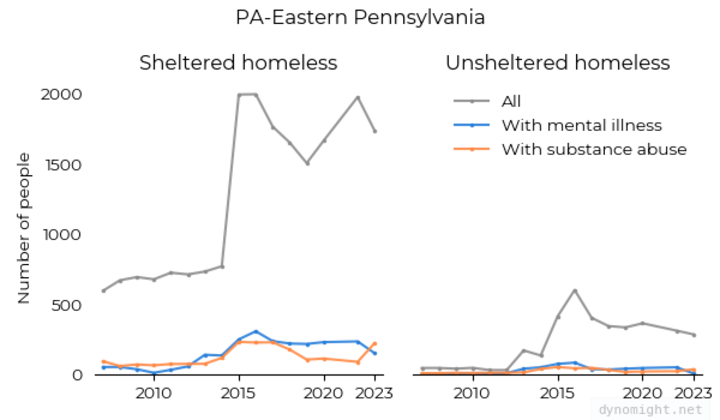 PA-Eastern Pennsylvania
Sheltered homeless
Unsheltered homeless
Number of people
2000
1500
1000
500
0
All
With mental illness
With substance abuse
2010 2015 2020 2023
2010 2015 2020 2023
dynomight.net